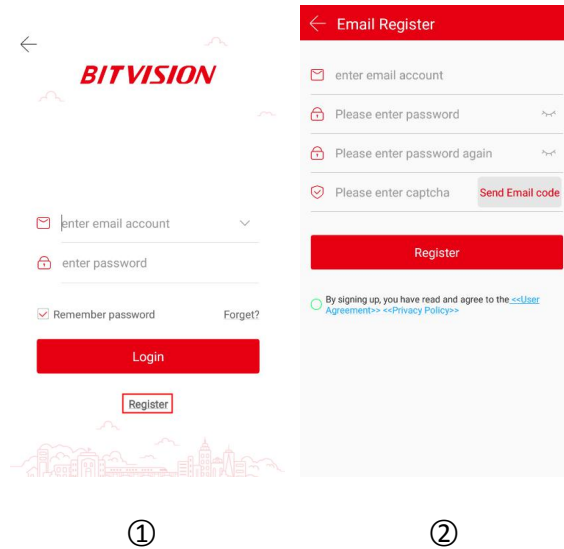 BITVISION
enter email account
enter password
Remember password Forget?
Login
Register
①
Email Register
enter email account
Please enter password
Please enter password again
Please enter captcha Send Email code
Register
By signing up, you have read and agree to the <<User
Agreement>> <<Privacy Policy>>
②